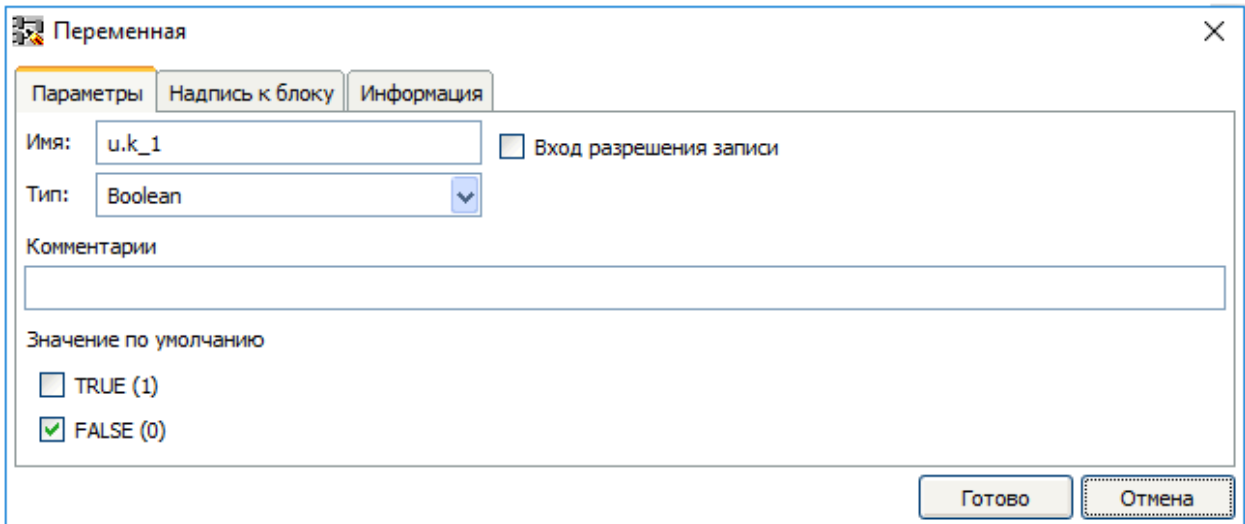 Переменная
Параметры Надпись к блоку Информация
Имя: u.k_1 Вход разрешения записи
Тип: Boolean
Комментарии
Значение по умолчанию
TRUE (1)
FALSE (0)
Готово Отмена